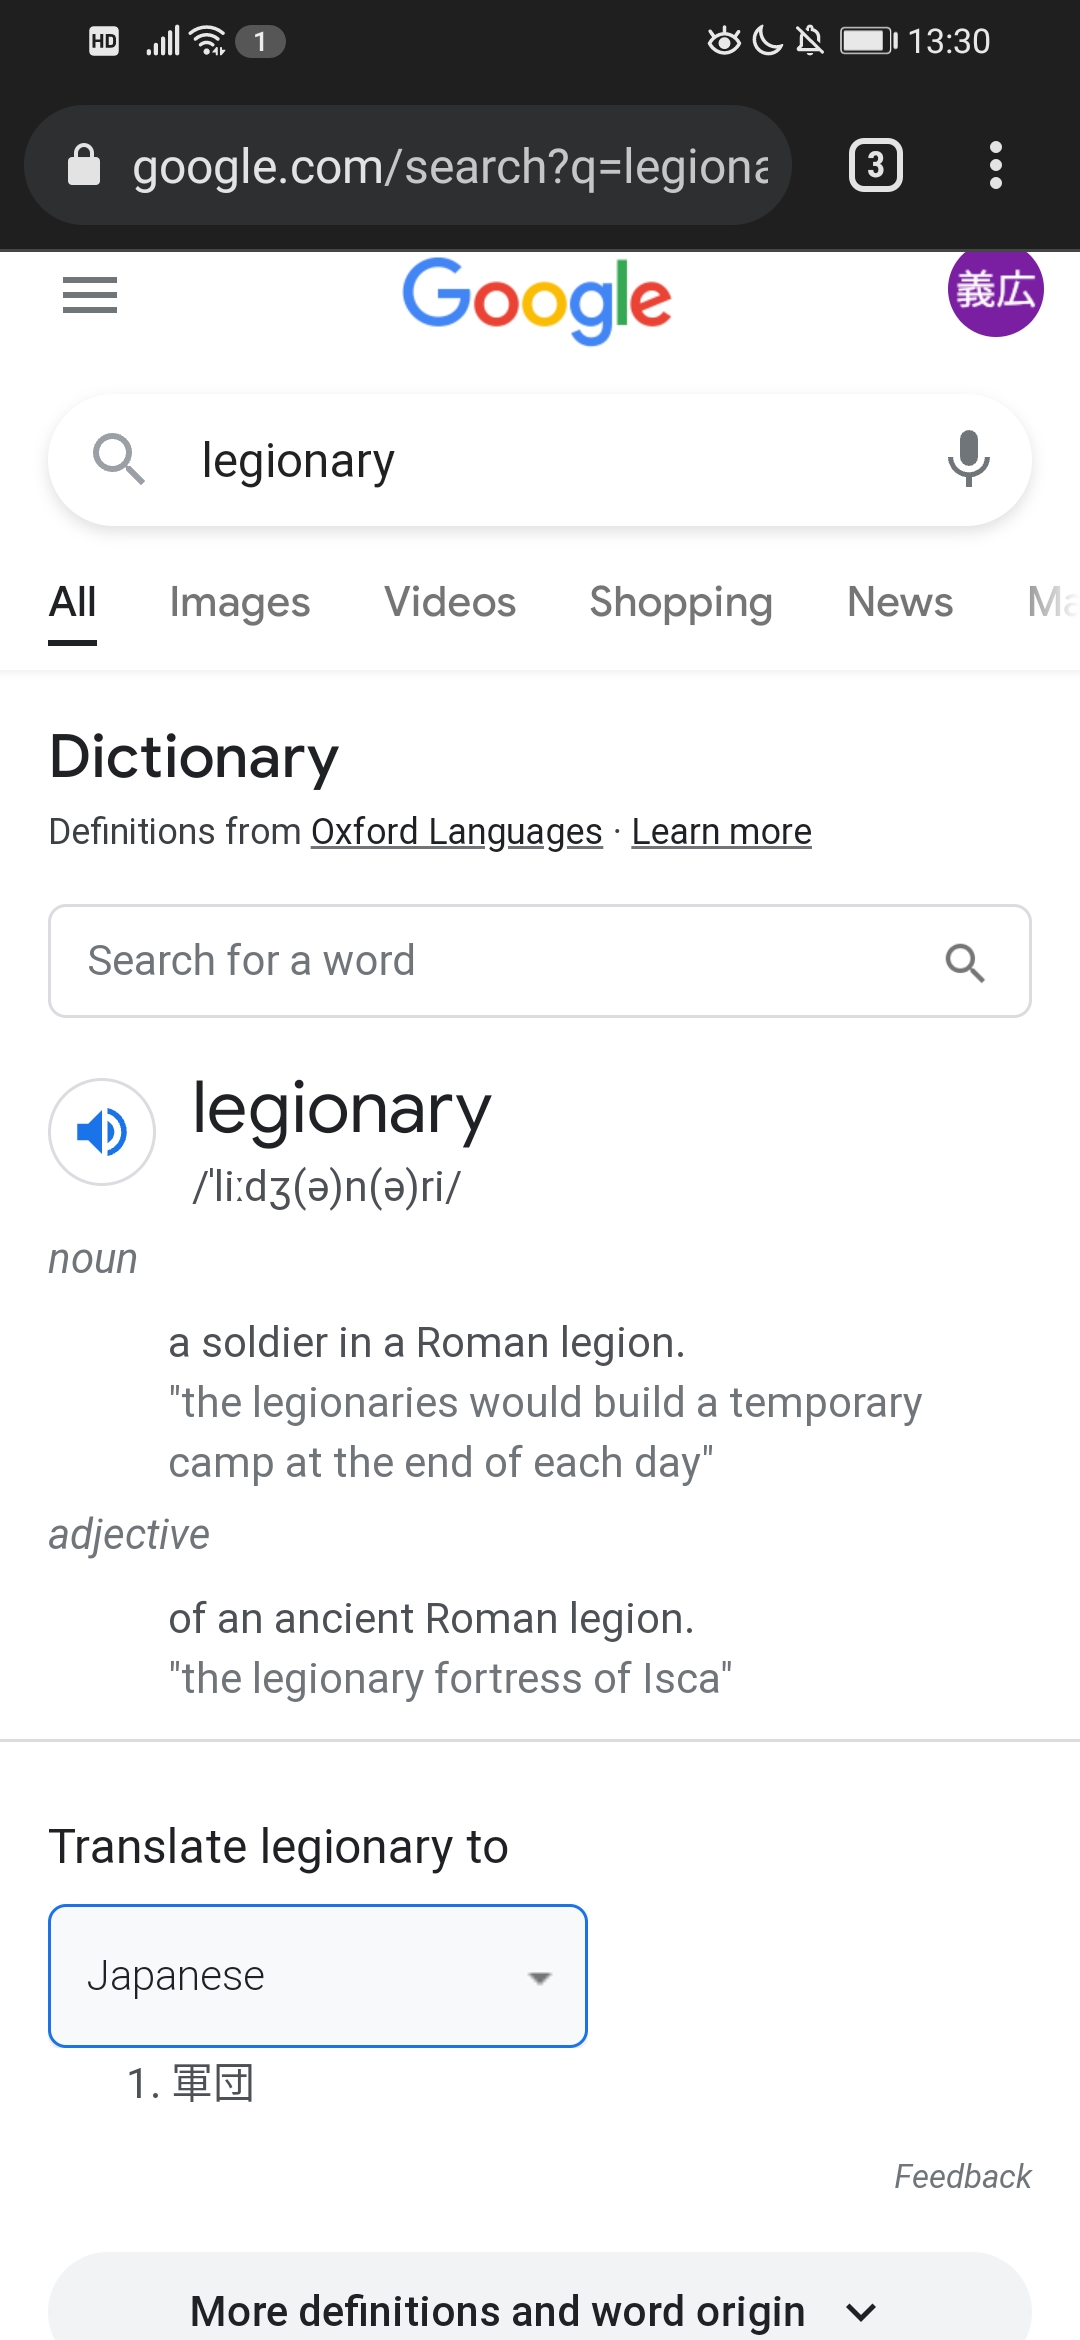 HD 1 13:30
google.com/search?q=legiona 3
Google 義広
legionary
All Images Videos Shopping News Ma
Dictionary
Definitions from Oxford Languages · Learn more
Search for a word
legionary
/ˈliːdʒ(ə)n(ə)ri/
noun
a soldier in a Roman legion.
"the legionaries would build a temporary
camp at the end of each day"
adjective
of an ancient Roman legion.
"the legionary fortress of Isca"
Translate legionary to
Japanese
1. 軍団
Feedback
More definitions and word origin